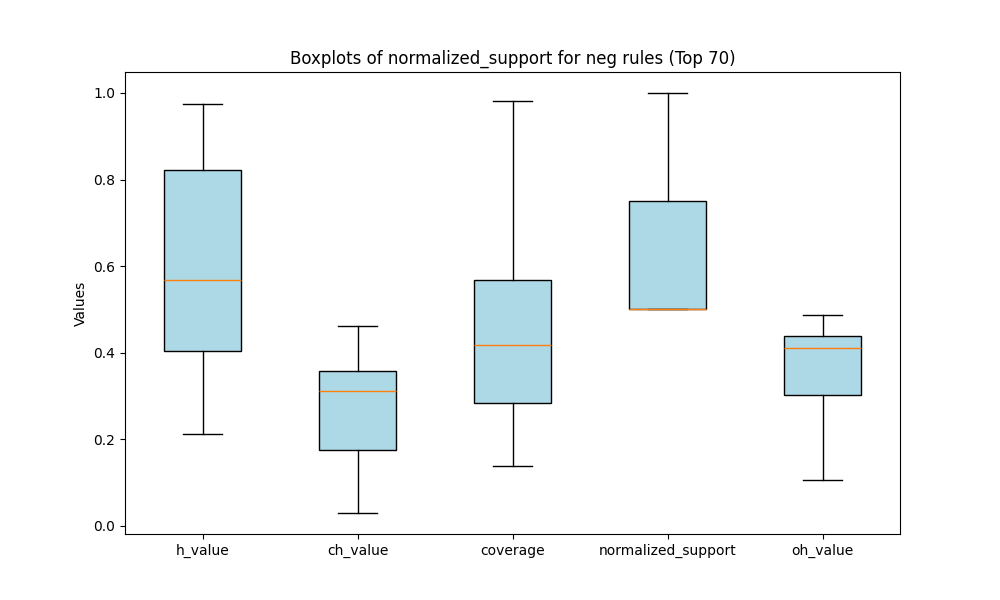 Boxplots of normalized_support for neg rules (Top 70)
Values
1.0
0.8
0.6
0.4
0.2
0.0
h_value ch_value coverage normalized_support oh_value